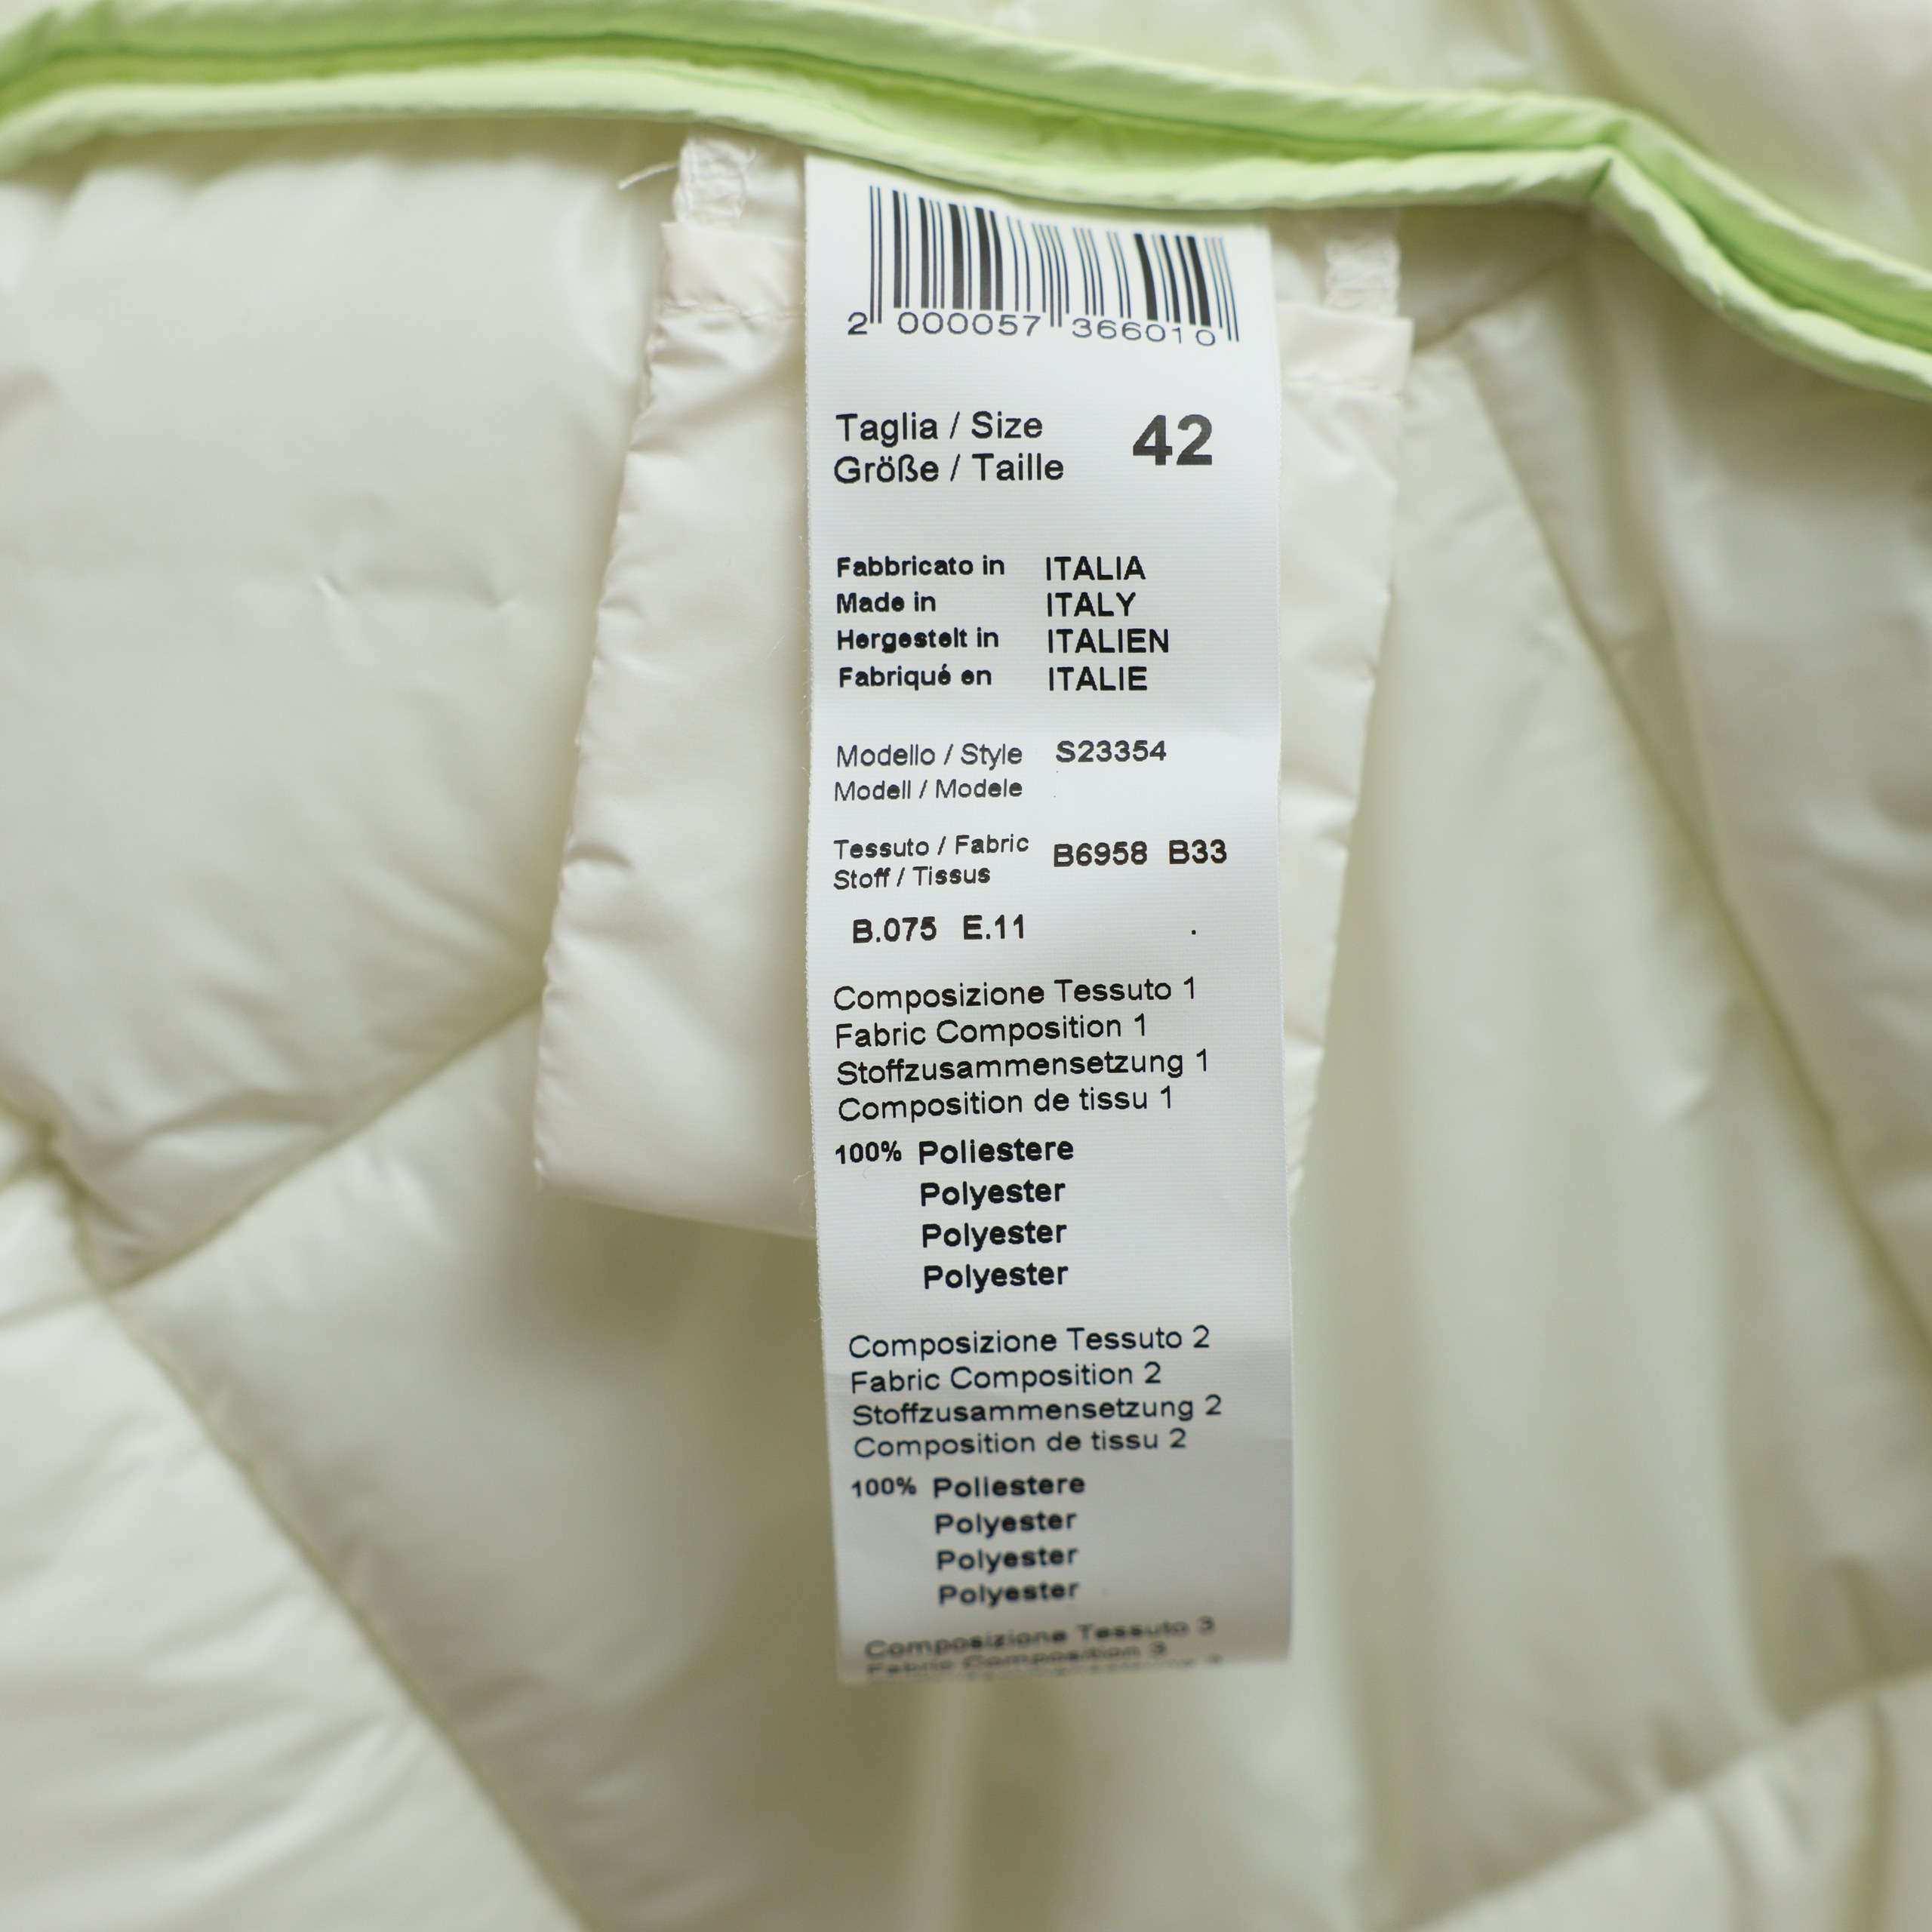 2 000057 366010
Taglia / Size 42
Größe / Taille
Fabbricato in ITALIA
Made in ITALY
Hergestelt in ITALIEN
Fabriqué en ITALIE
Modello / Style S23354
Modell / Modele
Tessuto / Fabric B6958 B33
Stoff / Tissus
B.075 E.11 .
Composizione Tessuto 1
Fabric Composition 1
Stoffzusammensetzung 1
Composition de tissu 1
100% Poliestere
Polyester
Polyester
Polyester
Composizione Tessuto 2
Fabric Composition 2
Stoffzusammensetzung 2
Composition de tissu 2
100% Poliestere
Polyester
Polyester
Polyester
Composizione Tessuto 3
Fabric Composition 3